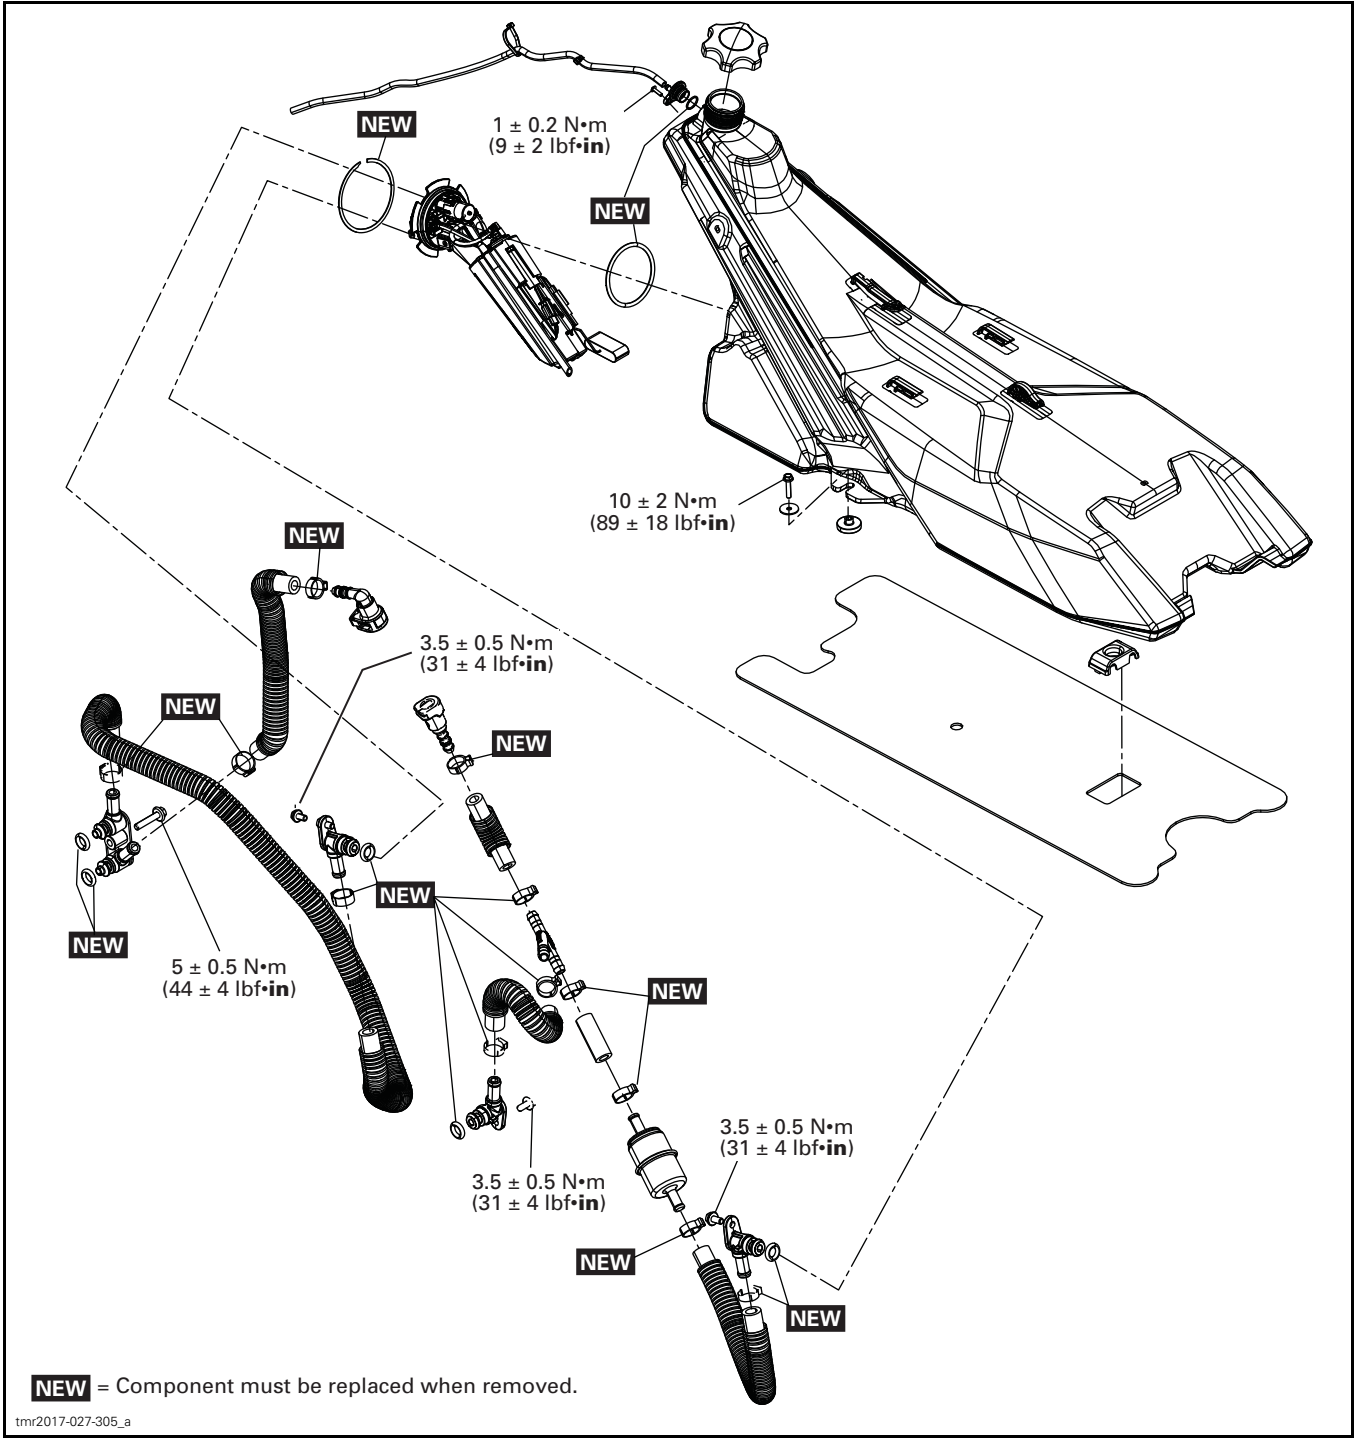 NEW
1 ± 0.2 N•m
(9 ± 2 lbf•in)
NEW
10 ± 2 N•m
(89 ± 18 lbf•in)
NEW
3.5 ± 0.5 N•m
(31 ± 4 lbf•in)
NEW
NEW
NEW
NEW
5 ± 0.5 N•m
(44 ± 4 lbf•in)
NEW
3.5 ± 0.5 N•m
(31 ± 4 lbf•in)
3.5 ± 0.5 N•m
(31 ± 4 lbf•in)
NEW
NEW
NEW = Component must be replaced when removed.
tmr2017-027-305_a